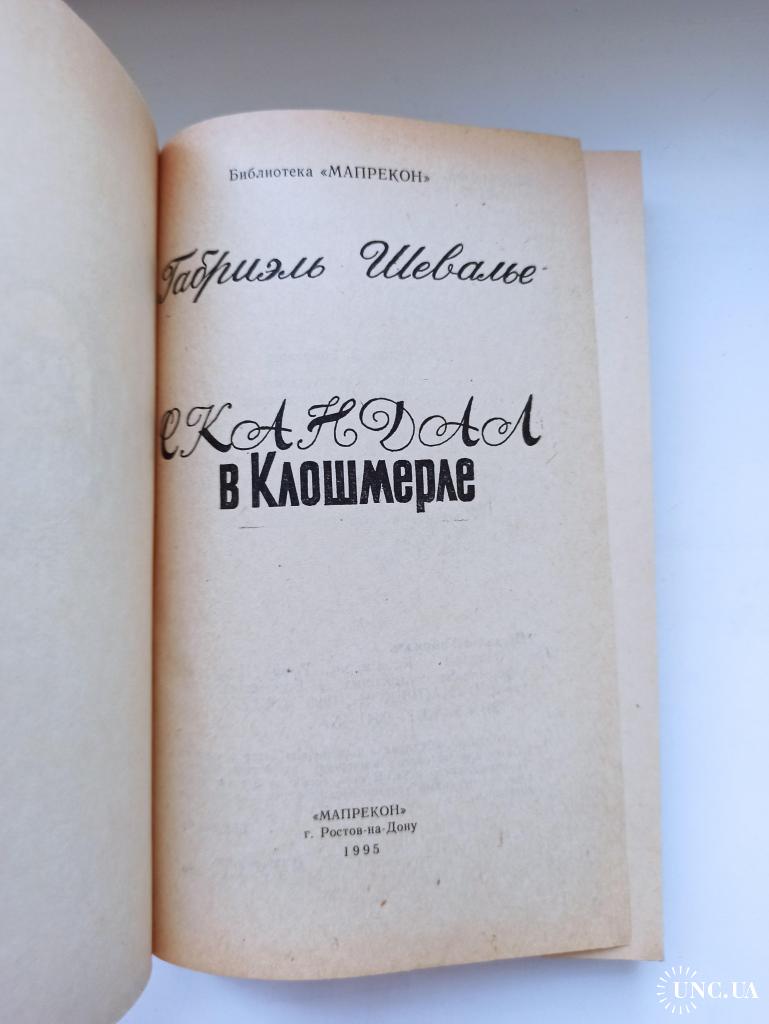 Библиотека «МАПРЕКОН»
Габриэль Шевалье
СКАНДАЛ
в Клошмерле
«МАПРЕКОН»
г. Ростов-на-Дону
1995
UNC.UA